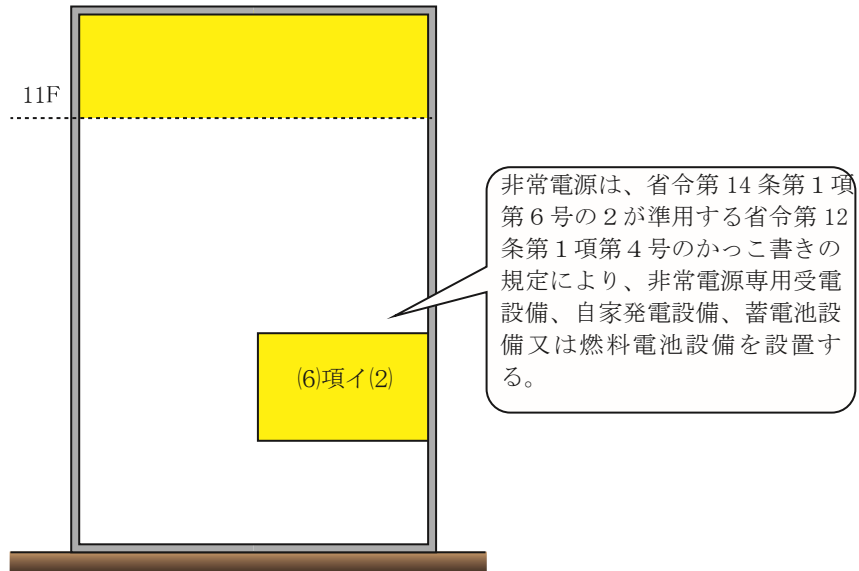 11F
非常電源は、省令第 14 条第１項
第６号の２が準用する省令第 12
条第１項第４号のかっこ書きの
規定により、非常電源専用受電
設備、自家発電設備、蓄電池設
備又は燃料電池設備を設置す
る。
⑹項イ⑵